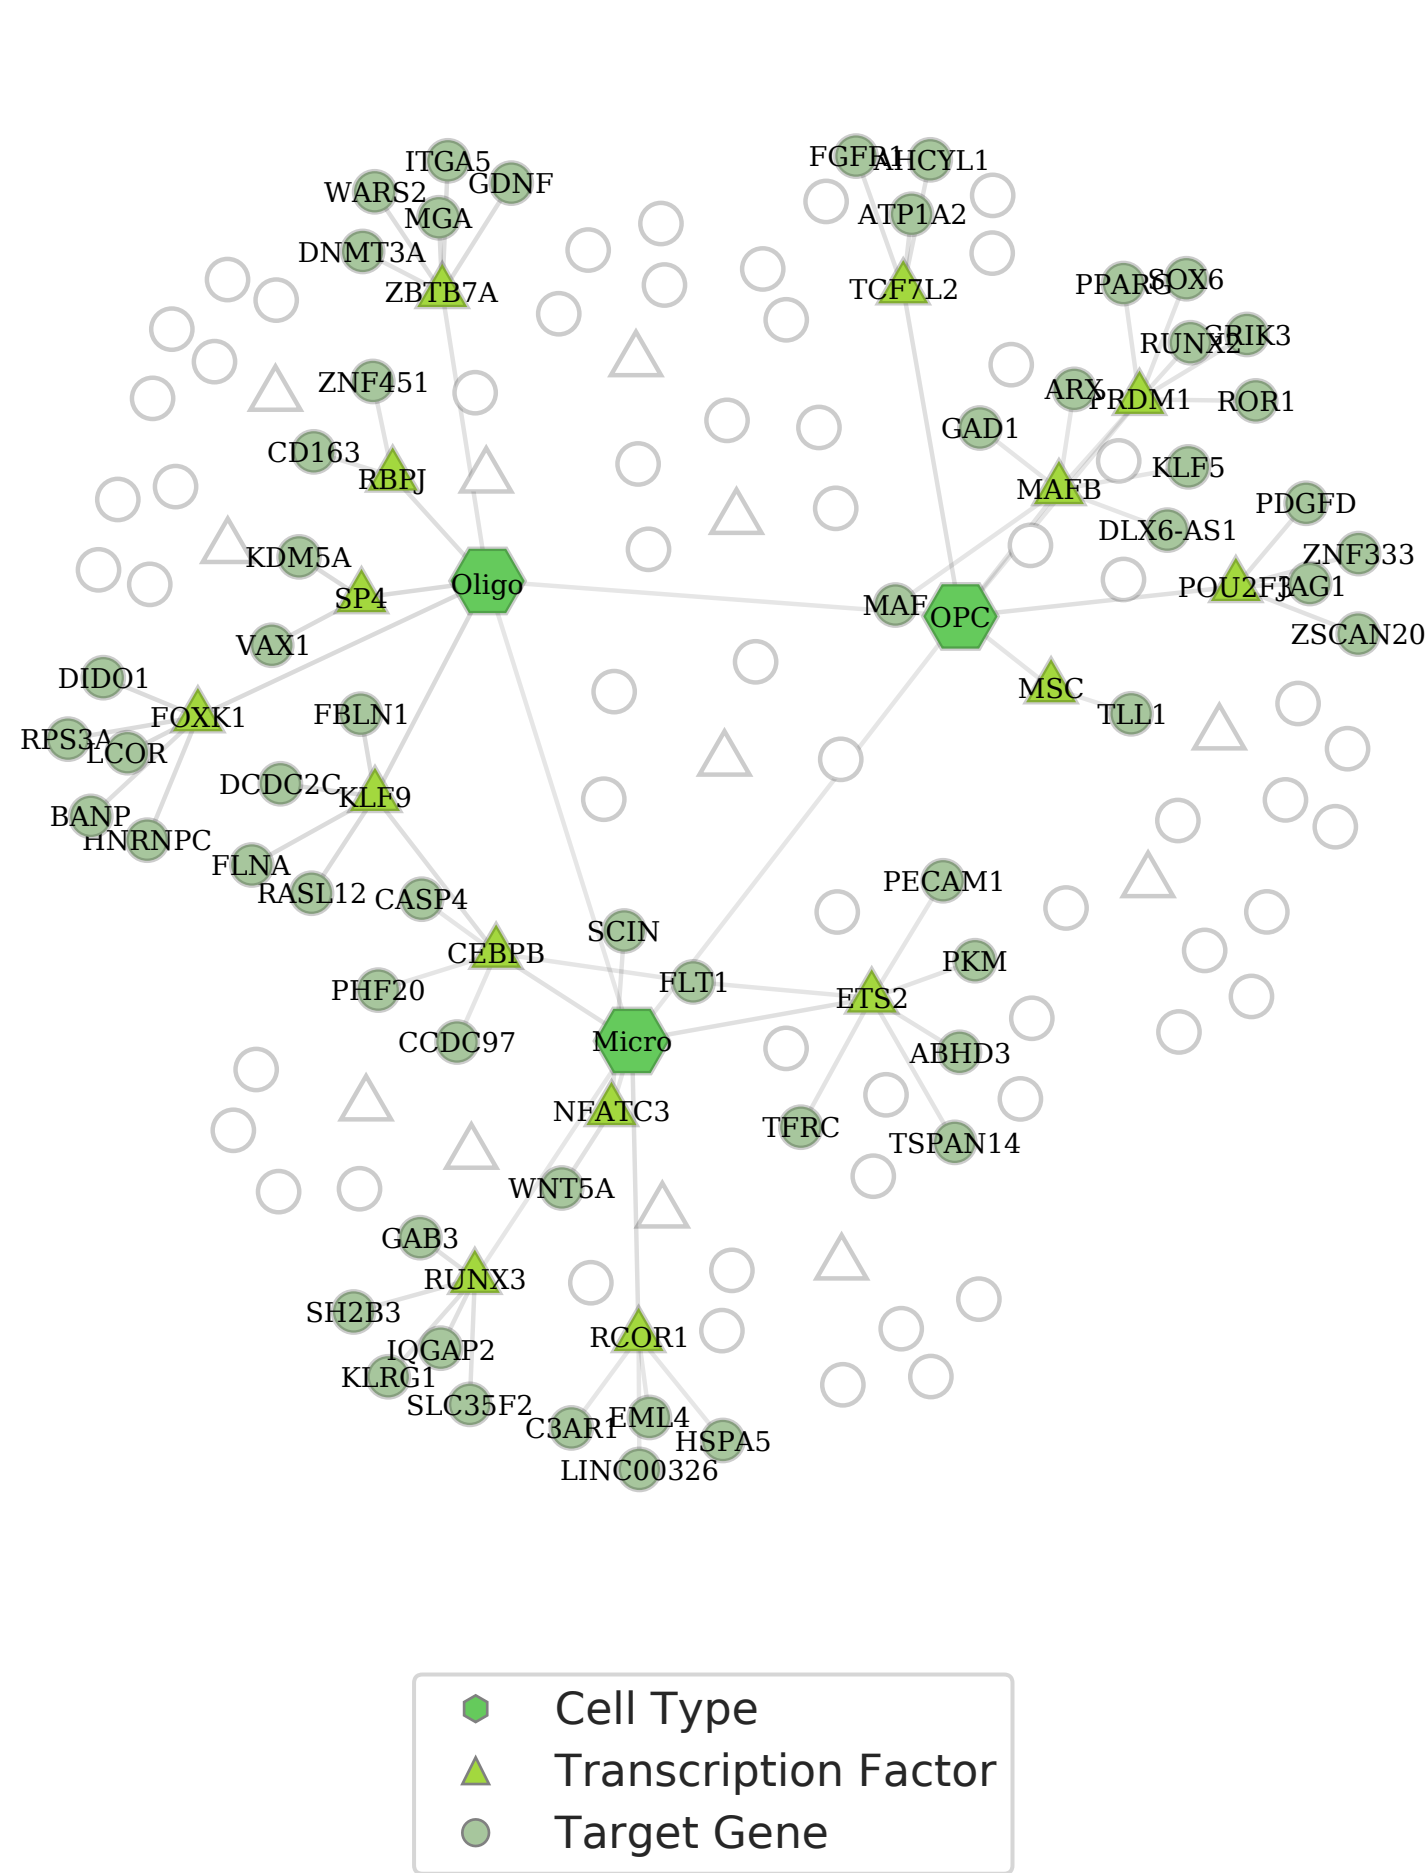 ITGA5
FGFR1
AHCYL1
WARS2
GDNF
MGA
ATP1A2
DNMT3A
ZBTB7A
TCF7L2
PPARG
SOX6
RUNX2
GRIK3
ZNF451
ARX
PRDM1
ROR1
GAD1
CD163
RBPJ
MAFB
KLF5
PDGFD
DLX6-AS1
KDM5A
ZNF333
Oligo
SP4
POU2F3
JAG1
MAF
OPC
VAX1
ZSCAN20
DIDO1
MSC
FOXK1
FBLN1
TLL1
RPS3A
LCOR
DCDC2C
KLF9
BANP
HNRNPC
FLNA
RASL12
CASP4
PECAM1
SCIN
CEBPB
PKM
PHF20
FLT1
ETS2
CCDC97
Micro
ABHD3
NFATC3
TFRC
TSPAN14
WNT5A
GAB3
RUNX3
SH2B3
RCOR1
IQGAP2
KLRG1
SLC35F2
C3AR1
EML4
HSPA5
LINC00326
Cell Type
Transcription Factor
Target Gene